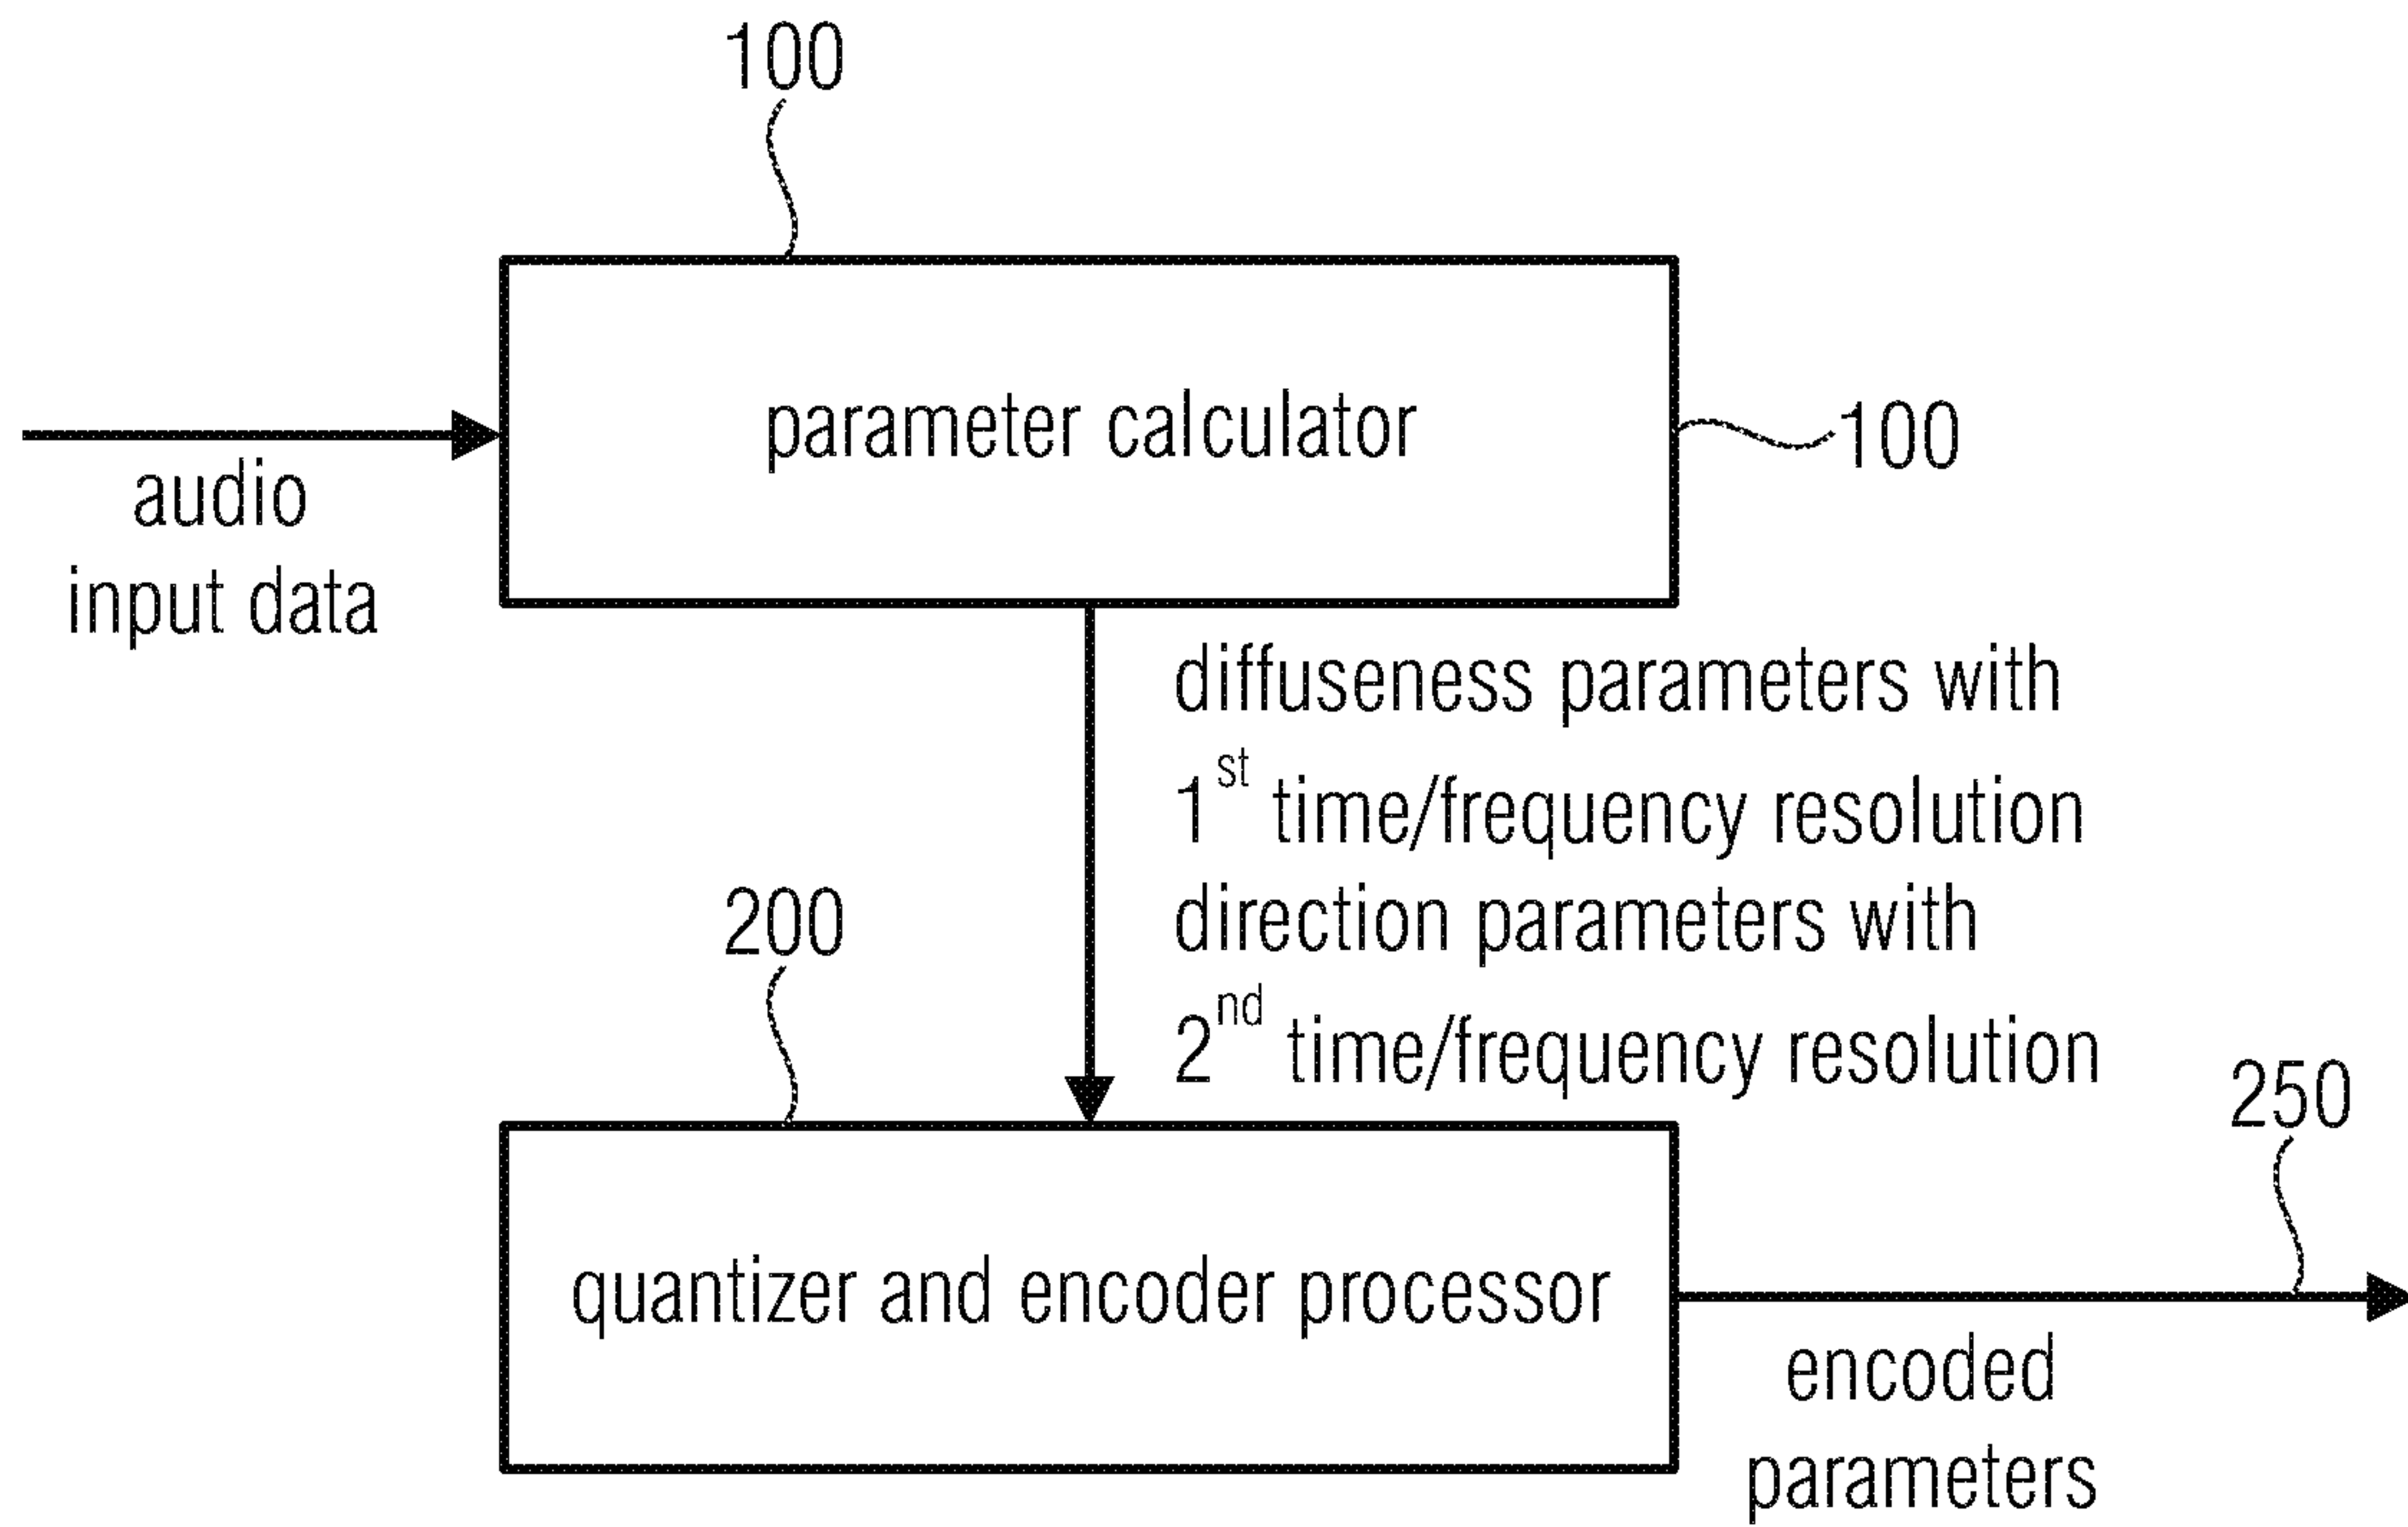 100
parameter calculator
100
audio
input data
diffuseness parameters with
1st time/frequency resolution
direction parameters with
2nd time/frequency resolution
200
250
quantizer and encoder processor
encoded
parameters